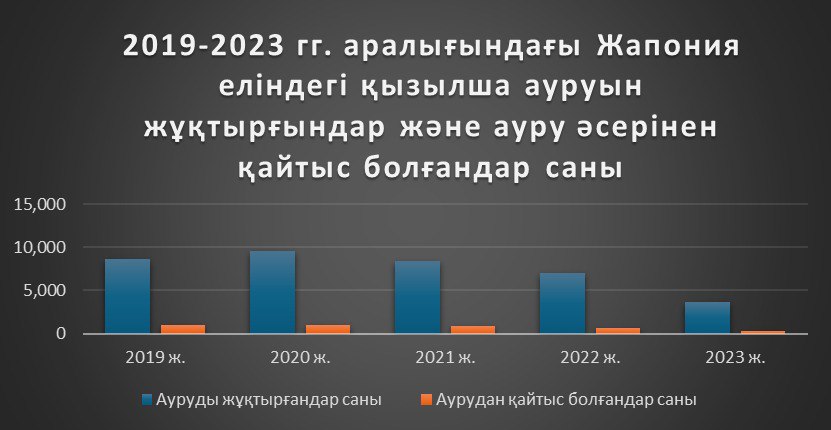 2019-2023 гг. аралығындағы Жапония
еліндегі қызылша ауруын
жұқтырғындар және ауру әсерінен
қайтыс болғандар саны
15,000
10,000
5,000
0
2019 ж.
2020 ж.
2021 ж.
2022 ж.
2023 ж.
Ауруды жұқтырғандар саны
Аурудан қайтыс болғандар саны